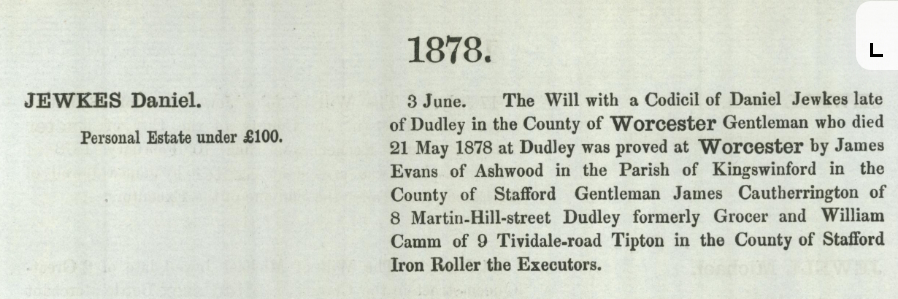 1878.
JEWKES Daniel.
Personal Estate under £100.
3 June. The Will with a Codicil of Daniel Jewkes late
of Dudley in the County of Worcester Gentleman who died
21 May 1878 at Dudley was proved at Worcester by James
Evans of Ashwood in the Parish of Kingswinford in the
County of Stafford Gentleman James Cautherrington of
8 Martin-Hill-street Dudley formerly Grocer and William
Camm of 9 Tividale-road Tipton in the County of Stafford
Iron Roller the Executors.